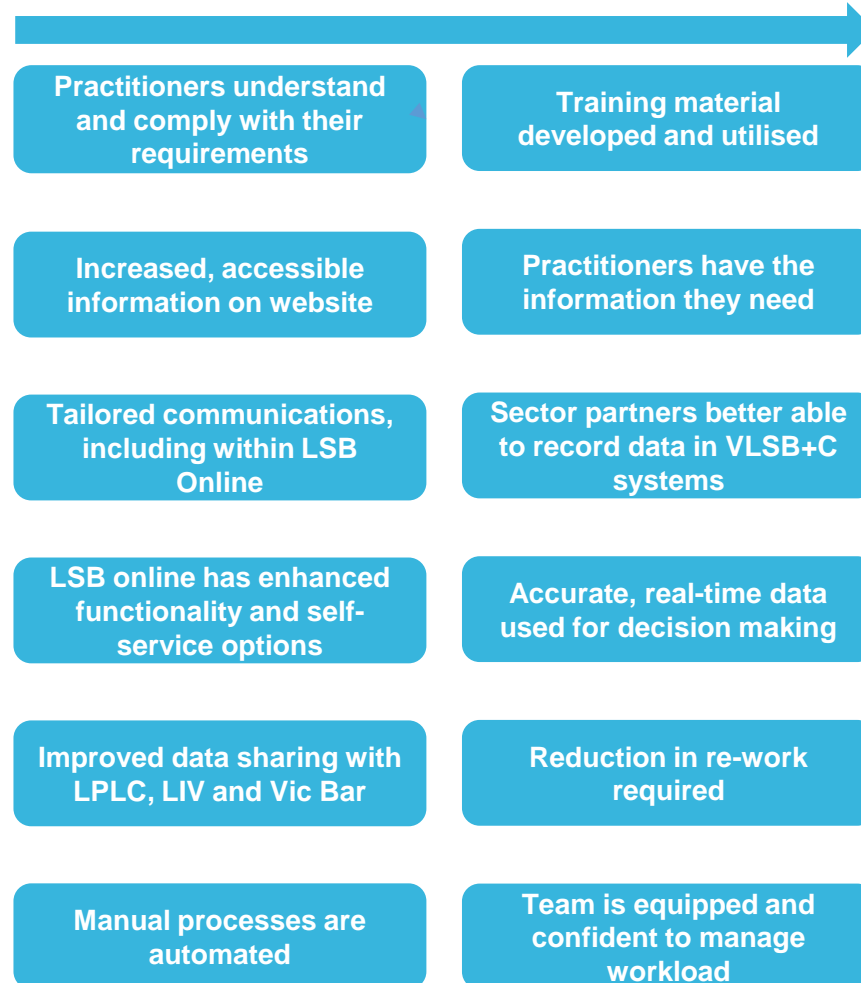 Practitioners understand
and comply with their
requirements
Training material
developed and utilised
Increased, accessible
information on website
Practitioners have the
information they need
Tailored communications,
including within LSB
Online
Sector partners better able
to record data in VLSB+C
systems
LSB online has enhanced
functionality and self-
service options
Accurate, real-time data
used for decision making
Improved data sharing with
LPLC, LIV and Vic Bar
Reduction in re-work
required
Manual processes are
automated
Team is equipped and
confident to manage
workload